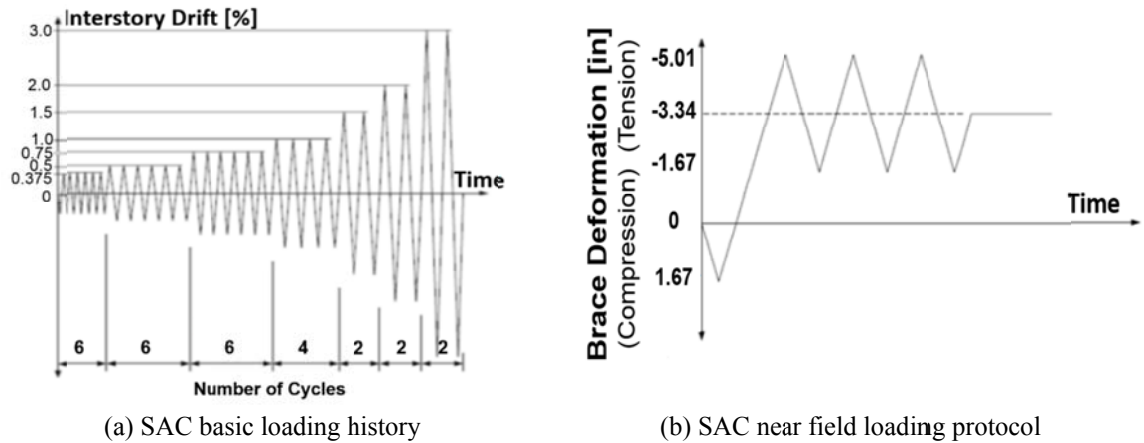 Interstory Drift [%]
3.0
2.0
1.5
1.0
0.75
0.5
0.375
0
Time
6 6 6 4 2 2 2
Number of Cycles
(a) SAC basic loading history
Brace Deformation [in]
(Compression) (Tension)
-5.01
-3.34
-1.67
0
1.67
Time
(b) SAC near field loading protocol